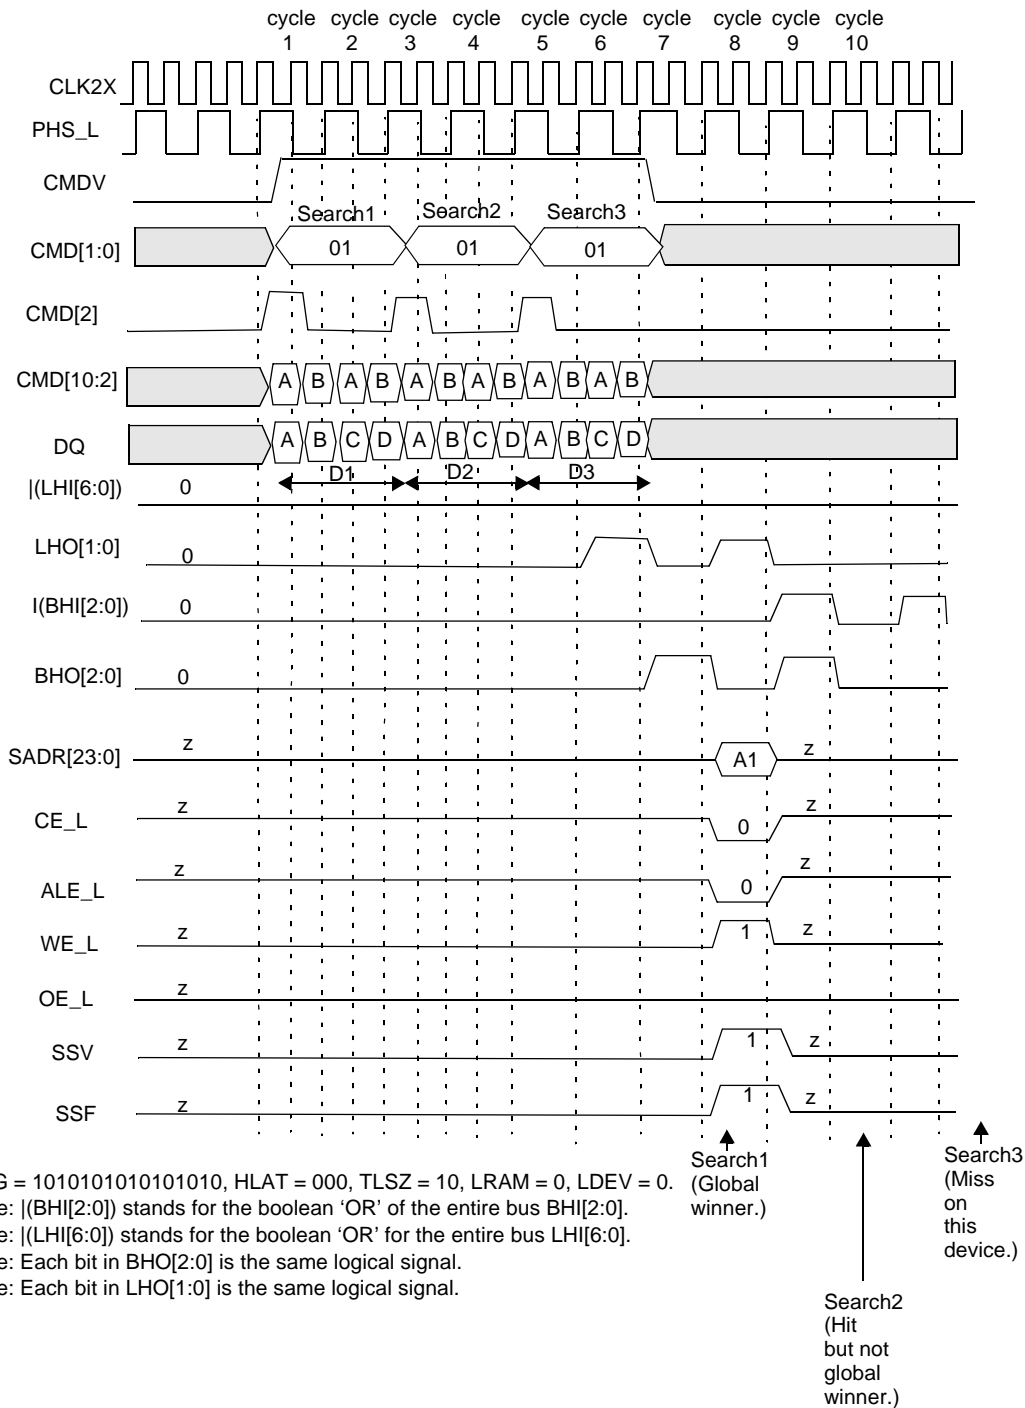 cycle cycle cycle cycle cycle cycle cycle cycle cycle cycle
1 2 3 4 5 6 7 8 9 10
CLK2X
PHS_L
CMDV
Search1 Search2 Search3
CMD[1:0] 01 01 01
CMD[2]
CMD[10:2] A B A B A B A B A B A B
DQ A B C D A B C D A B C D
D1 D2 D3
|(LHI[6:0]) 0
LHO[1:0] 0
I(BHI[2:0]) 0
BHO[2:0] 0
SADR[23:0] z A1 z
CE_L z 0 z
ALE_L z 0 z
WE_L z 1 z
OE_L z
SSV z 1 z
SSF z 1 z
Search1
(Global
winner.)
Search3
(Miss
on
this
device.)
G = 1010101010101010, HLAT = 000, TLSZ = 10, LRAM = 0, LDEV = 0.
e: |(BHI[2:0]) stands for the boolean ‘OR’ of the entire bus BHI[2:0].
e: |(LHI[6:0]) stands for the boolean ‘OR’ for the entire bus LHI[6:0].
e: Each bit in BHO[2:0] is the same logical signal.
e: Each bit in LHO[1:0] is the same logical signal.
Search2
(Hit
but not
global
winner.)